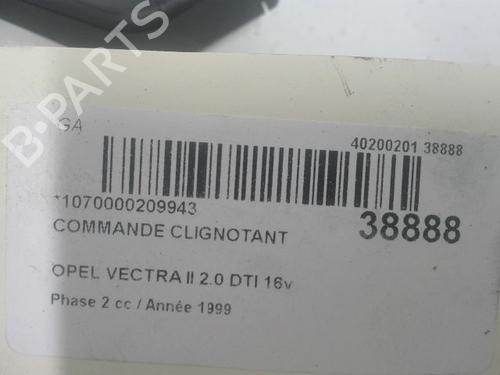 B-PARTS
GA
40200201 38888
*1070000209943
38888
COMMANDE CLIGNOTANT
OPEL VECTRA II 2.0 DTI 16v
Phase 2 cc / Année 1999